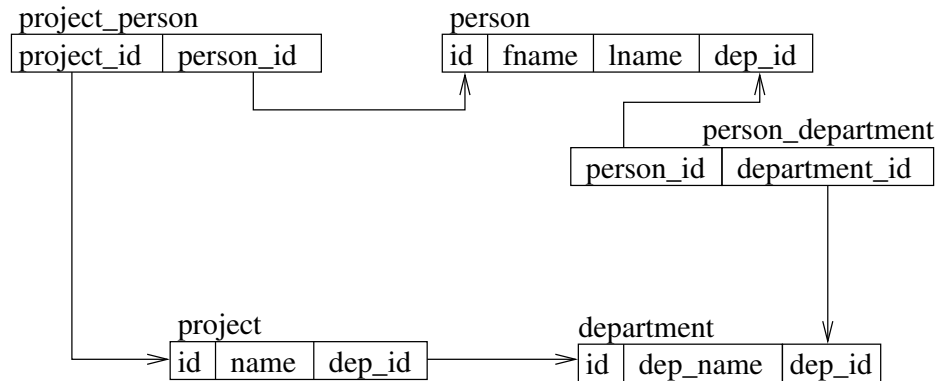 project_person
project_id person_id
person
id fname lname dep_id
person_department
person_id department_id
project
id name dep_id
department
id dep_name dep_id